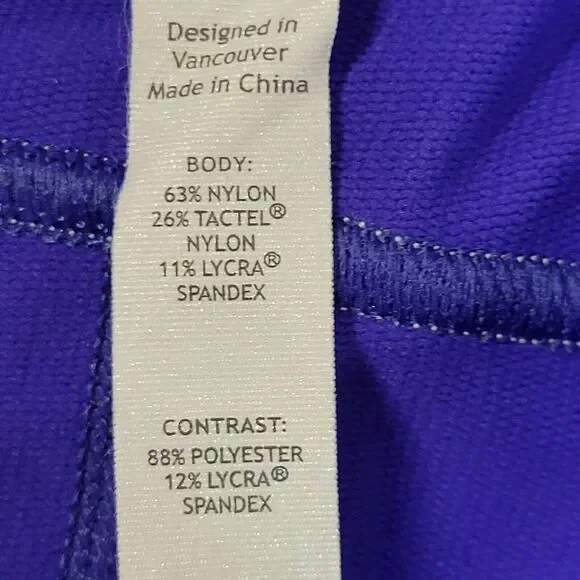 Designed in
Vancouver
Made in China
BODY:
63% NYLON
26% TACTEL®
NYLON
11% LYCRA®
SPANDEX
CONTRAST:
88% POLYESTER
12% LYCRA®
SPANDEX